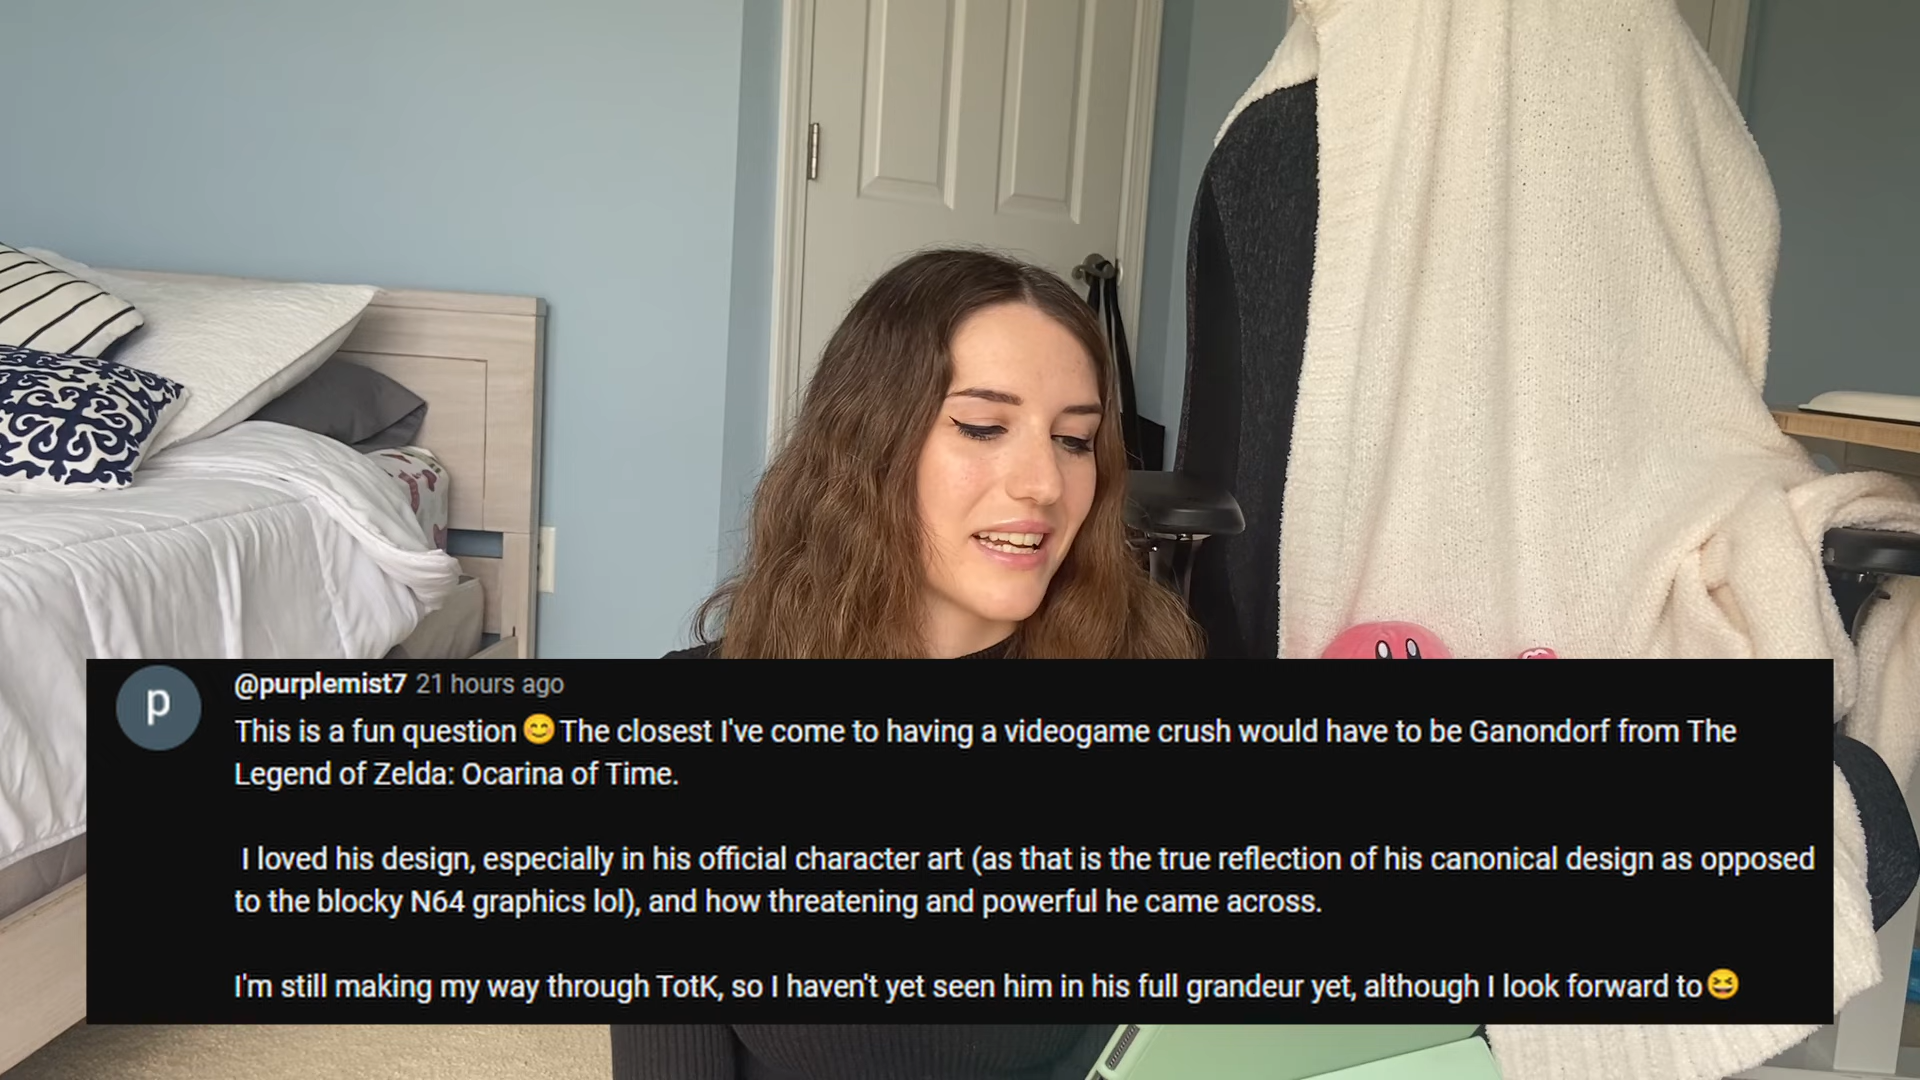 p
@purplemist7 21 hours ago
This is a fun question😊The closest I've come to having a videogame crush would have to be Ganondorf from The
Legend of Zelda: Ocarina of Time.
I loved his design, especially in his official character art (as that is the true reflection of his canonical design as opposed
to the blocky N64 graphics lol), and how threatening and powerful he came across.
I'm still making my way through TotK, so I haven't yet seen him in his full grandeur yet, although I look forward to😆